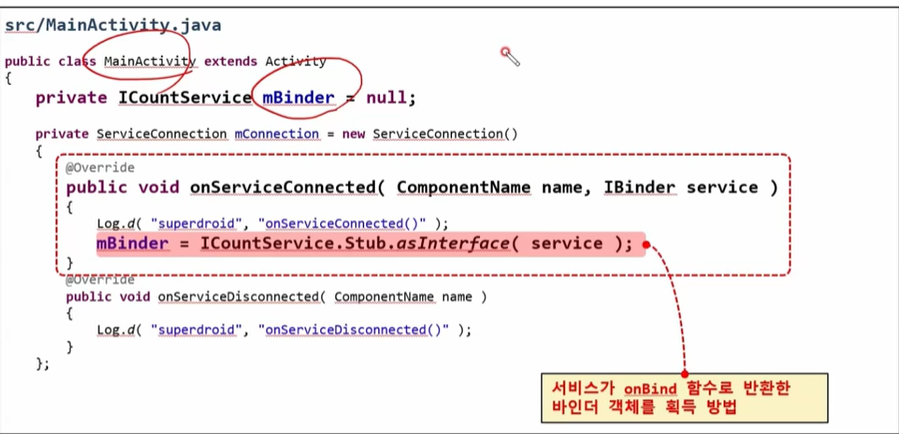 src/MainActivity.java
public class MainActivity extends Activity
{
private ICountService mBinder = null;
private ServiceConnection mConnection = new ServiceConnection()
{
@Override
public void onServiceConnected( ComponentName name, IBinder service )
{
Log.d( "superdroid", "onServiceConnected()" );
mBinder = ICountService.Stub.asInterface( service );
}
@Override
public void onServiceDisconnected( ComponentName name )
{
Log.d( "superdroid", "onServiceDisconnected()" );
}
};
서비스가 onBind 함수로 반환한
바인더 객체를 획득 방법